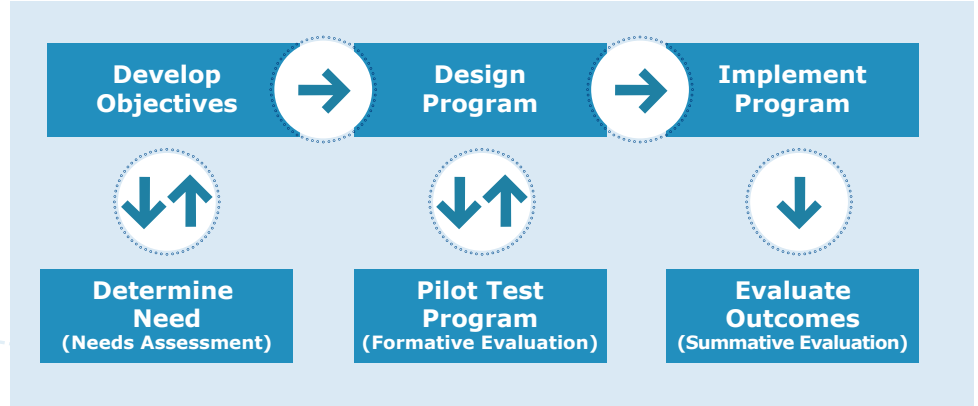 Develop
Objectives
Design
Program
Implement
Program
Determine
Need
(Needs Assessment)
Pilot Test
Program
(Formative Evaluation)
Evaluate
Outcomes
(Summative Evaluation)